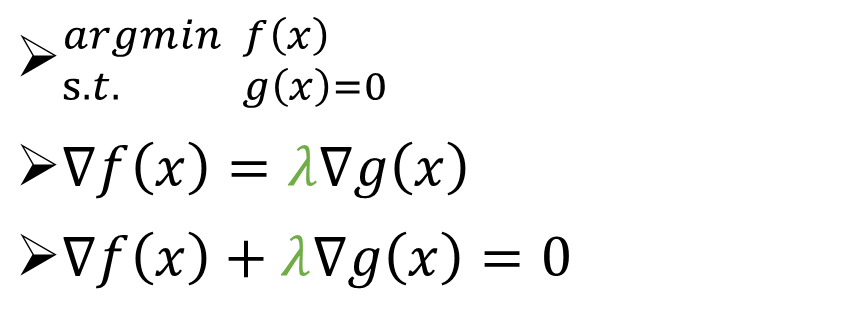 ➢ argmin f(x)
s.t. g(x)=0
➢ ∇f(x) = λ∇g(x)
➢ ∇f(x) + λ∇g(x) = 0